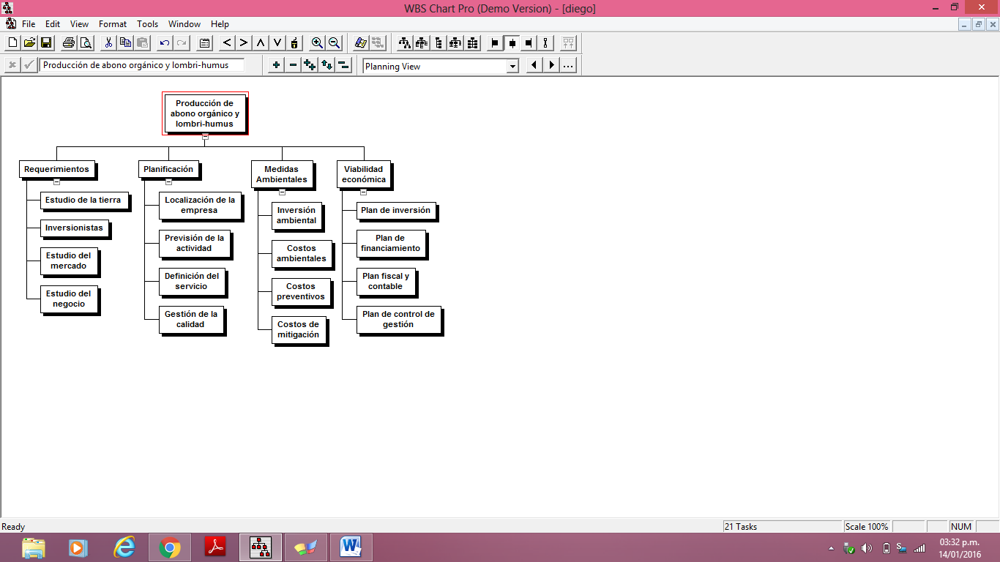 WBS Chart Pro (Demo Version) - [diego]
File Edit View Format Tools Window Help
Producción de abono orgánico y lombri-humus
Planning View
Producción de
abono orgánico y
lombri-humus
Requerimientos
Estudio de la tierra
Inversionistas
Estudio del
mercado
Estudio del
negocio
Planificación
Localización de la
empresa
Previsión de la
actividad
Definición del
servicio
Gestión de la
calidad
Medidas
Ambientales
Inversión
ambiental
Costos
ambientales
Costos
preventivos
Costos de
mitigación
Viabilidad
económica
Plan de inversión
Plan de
financiamiento
Plan fiscal y
contable
Plan de control de
gestión
Ready
21 Tasks
Scale 100%
NUM
03:32 p.m.
14/01/2016